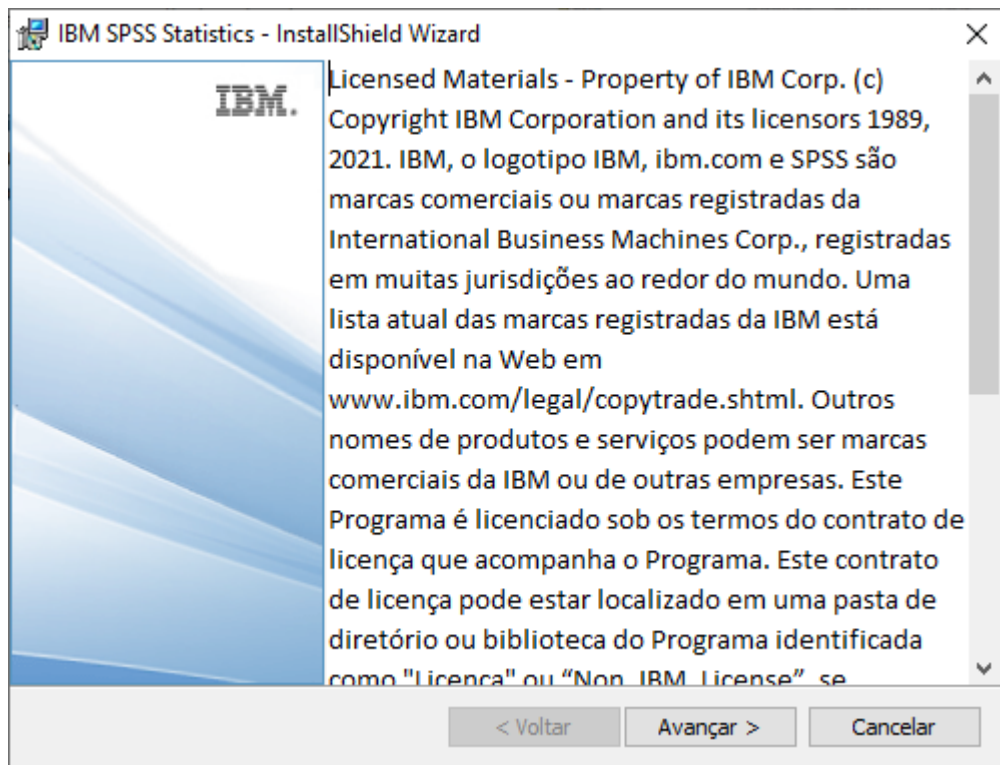 IBM SPSS Statistics - InstallShield Wizard
IBM.
Licensed Materials - Property of IBM Corp. (c)
Copyright IBM Corporation and its licensors 1989,
2021. IBM, o logotipo IBM, ibm.com e SPSS são
marcas comerciais ou marcas registradas da
International Business Machines Corp., registradas
em muitas jurisdições ao redor do mundo. Uma
lista atual das marcas registradas da IBM está
disponível na Web em
www.ibm.com/legal/copytrade.shtml. Outros
nomes de produtos e serviços podem ser marcas
comerciais da IBM ou de outras empresas. Este
Programa é licenciado sob os termos do contrato de
licença que acompanha o Programa. Este contrato
de licença pode estar localizado em uma pasta de
diretório ou biblioteca do Programa identificada
como "Licença" ou “Non_IBM_License”, se
< Voltar
Avançar >
Cancelar